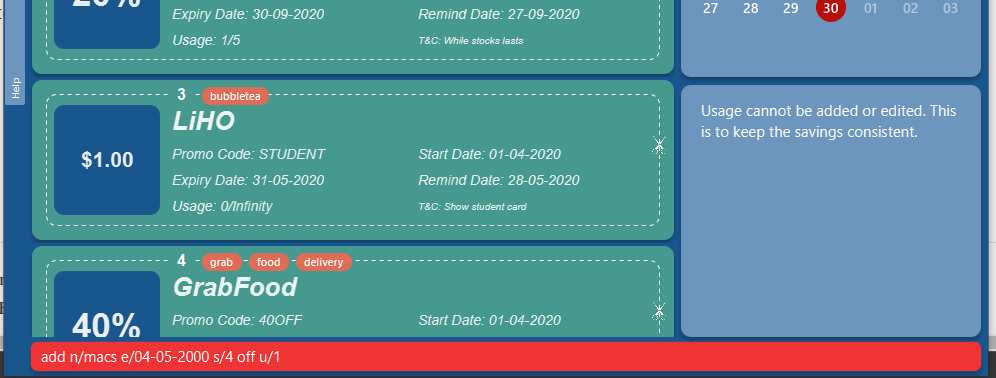 Expiry Date: 30-09-2020
Remind Date: 27-09-2020
Usage: 1/5
T&C: While stocks lasts
27 28 29 30 01 02 03
Help
3 bubbletea
LiHO
$1.00
Promo Code: STUDENT
Start Date: 01-04-2020
Expiry Date: 31-05-2020
Remind Date: 28-05-2020
Usage: 0/Infinity
T&C: Show student card
Usage cannot be added or edited. This
is to keep the savings consistent.
4 grab food delivery
GrabFood
40%
Promo Code: 40OFF
Start Date: 01-04-2020
add n/macs e/04-05-2000 s/4 off u/1